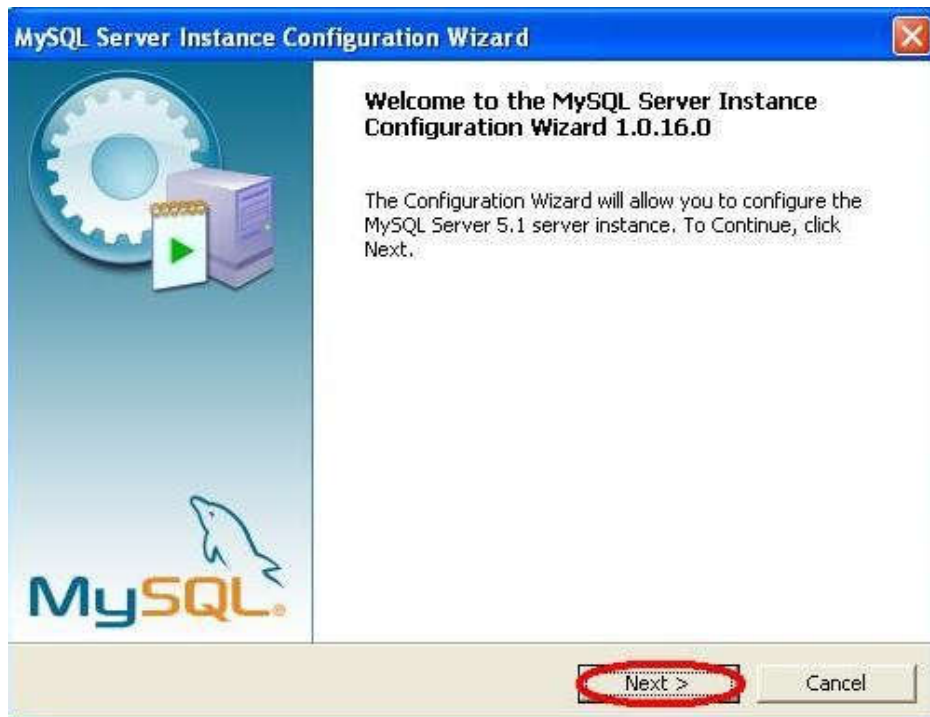 MySQL Server Instance Configuration Wizard
Welcome to the MySQL Server Instance
Configuration Wizard 1.0.16.0
The Configuration Wizard will allow you to configure the
MySQL Server 5.1 server instance. To Continue, click
Next.
MySQL®
Next >
Cancel